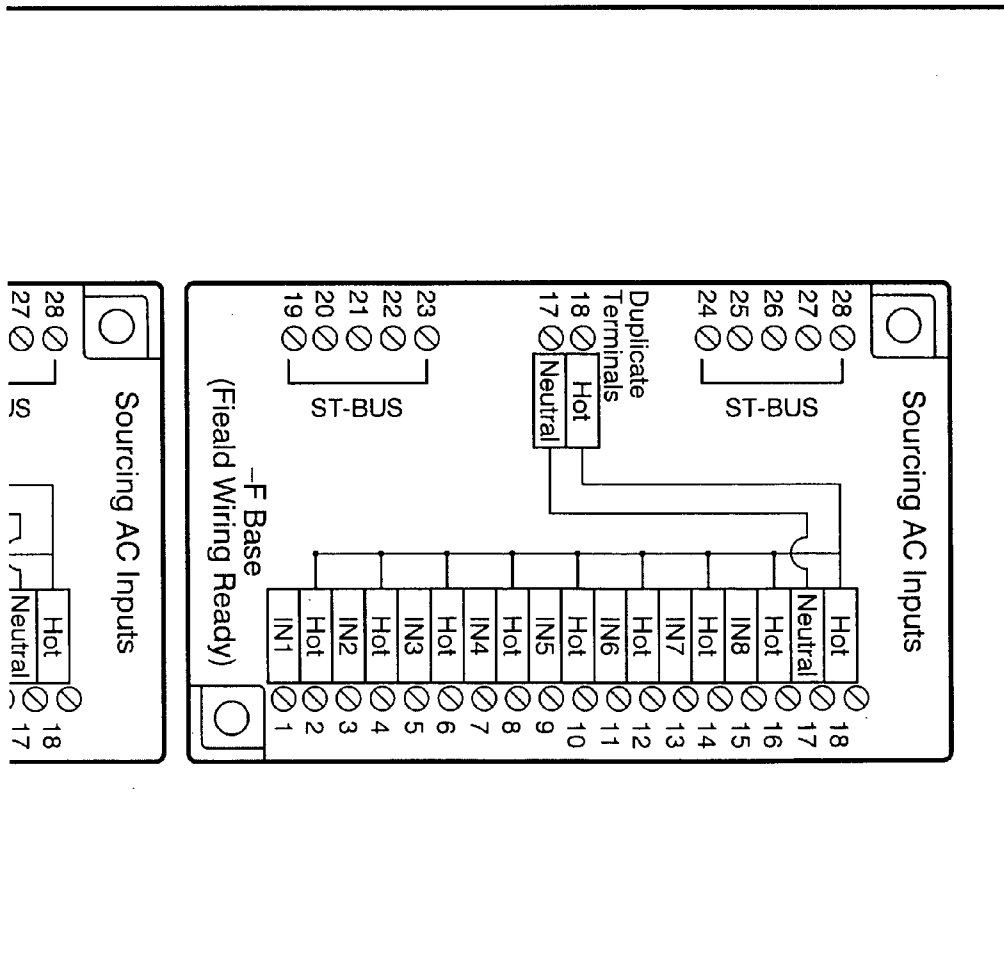 28
27
Sourcing AC Inputs
Hot
Neutral
18
17
Sourcing AC Inputs
28
27
26
25
24
ST-BUS
Duplicate
Terminals
18
17
Hot
Neutral
23
22
21
20
19
ST-BUS
–F Base
(Fieald Wiring Ready)
Hot
Neutral
Hot
IN8
Hot
IN7
Hot
IN6
Hot
IN5
Hot
IN4
Hot
IN3
Hot
IN2
Hot
IN1
18
17
16
15
14
13
12
11
10
9
8
7
6
5
4
3
2
1